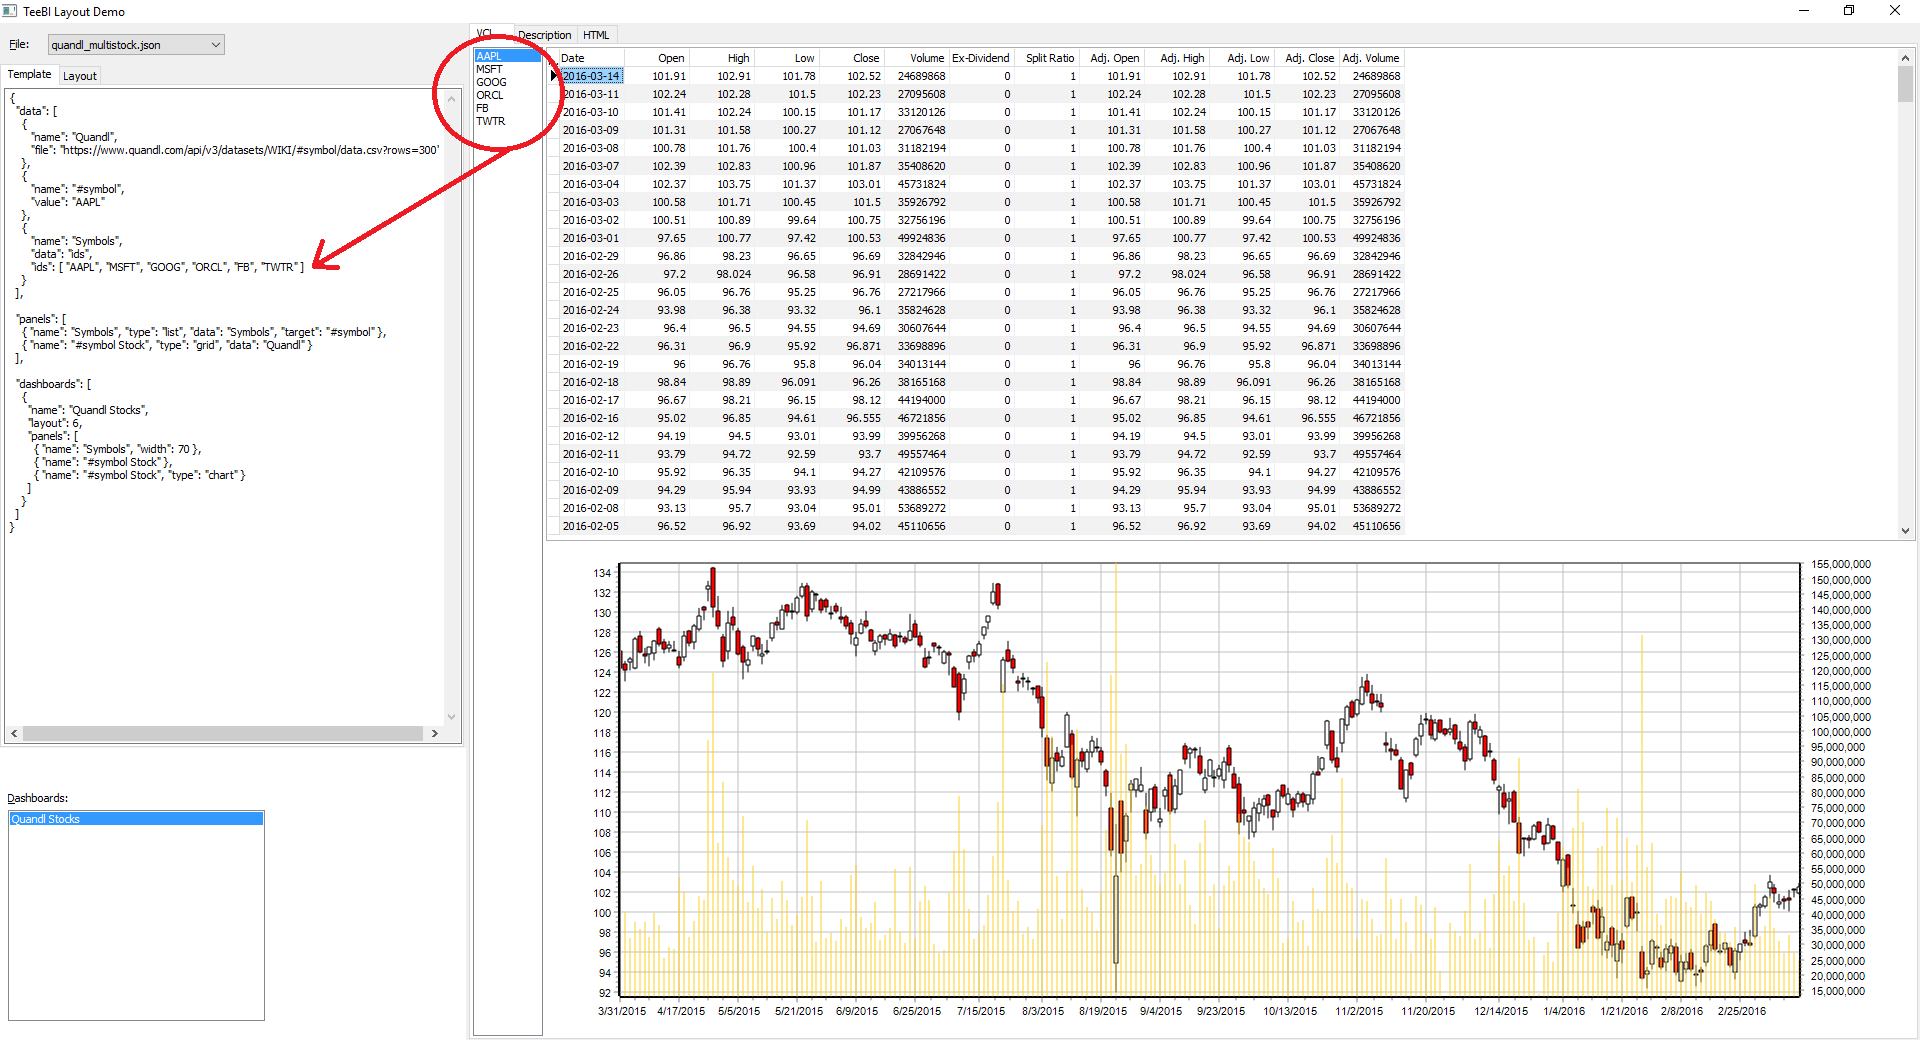 TeeBI Layout Demo
File: quandl_multistock.json
Template Layout
{
"data": [
{
"name": "Quandl",
"file": "https://www.quandl.com/api/v3/datasets/WIKI/#symbol/data.csv?rows=300"
},
{
"name": "#symbol",
"value": "AAPL"
},
{
"name": "Symbols",
"data": "ids",
"ids": [ "AAPL", "MSFT", "GOOG", "ORCL", "FB", "TWTR" ]
}
],
"panels": [
{ "name": "Symbols", "type": "list", "data": "Symbols", "target": "#symbol" },
{ "name": "#symbol Stock", "type": "grid", "data": "Quandl" }
],
"dashboards": [
{
"name": "Quandl Stocks",
"layout": 6,
"panels": [
{ "name": "Symbols", "width": 70 },
{ "name": "#symbol Stock" },
{ "name": "#symbol Stock", "type": "chart" }
]
}
]
}
Dashboards:
Quandl Stocks
VCL Description HTML
AAPL
MSFT
GOOG
ORCL
FB
TWTR
Date Open High Low Close Volume Ex-Dividend Split Ratio Adj. Open Adj. High Adj. Low Adj. Close Adj. Volume
2016-03-14 101.91 102.91 101.78 102.52 24689868 0 1 101.91 102.91 101.78 102.52 24689868
2016-03-11 102.24 102.28 101.5 102.23 27095608 0 1 102.24 102.28 101.5 102.23 27095608
2016-03-10 101.41 102.24 100.15 101.17 33120126 0 1 101.41 102.24 100.15 101.17 33120126
2016-03-09 101.31 101.58 100.27 101.12 27067648 0 1 101.31 101.58 100.27 101.12 27067648
2016-03-08 100.78 101.76 100.4 101.03 31182194 0 1 100.78 101.76 100.4 101.03 31182194
2016-03-07 102.39 102.83 100.96 101.87 35408620 0 1 102.39 102.83 100.96 101.87 35408620
2016-03-04 102.37 103.75 101.37 103.01 45731824 0 1 102.37 103.75 101.37 103.01 45731824
2016-03-03 100.58 101.71 100.45 101.5 35926792 0 1 100.58 101.71 100.45 101.5 35926792
2016-03-02 100.51 100.89 99.64 100.75 32756196 0 1 100.51 100.89 99.64 100.75 32756196
2016-03-01 97.65 100.77 97.42 100.53 49924836 0 1 97.65 100.77 97.42 100.53 49924836
2016-02-29 96.86 98.23 96.65 96.69 32842946 0 1 96.86 98.23 96.65 96.69 32842946
2016-02-26 97.2 98.024 96.58 96.91 28691422 0 1 97.2 98.024 96.58 96.91 28691422
2016-02-25 96.05 96.76 95.25 96.76 27217966 0 1 96.05 96.76 95.25 96.76 27217966
2016-02-24 93.98 96.38 93.32 96.1 35824628 0 1 93.98 96.38 93.32 96.1 35824628
2016-02-23 96.4 96.5 94.55 94.69 30607644 0 1 96.4 96.5 94.55 94.69 30607644
2016-02-22 96.31 96.9 95.92 96.871 33698896 0 1 96.31 96.9 95.92 96.871 33698896
2016-02-19 96 96.76 95.8 96.04 34013144 0 1 96 96.76 95.8 96.04 34013144
2016-02-18 98.84 98.89 96.091 96.26 38165168 0 1 98.84 98.89 96.091 96.26 38165168
2016-02-17 96.67 98.21 96.15 98.12 44194000 0 1 96.67 98.21 96.15 98.12 44194000
2016-02-16 95.02 96.85 94.61 96.555 46721856 0 1 95.02 96.85 94.61 96.555 46721856
2016-02-12 94.19 94.5 93.01 93.99 39956268 0 1 94.19 94.5 93.01 93.99 39956268
2016-02-11 93.79 94.72 92.59 93.7 49557464 0 1 93.79 94.72 92.59 93.7 49557464
2016-02-10 95.92 96.35 94.1 94.27 42109576 0 1 95.92 96.35 94.1 94.27 42109576
2016-02-09 94.29 95.94 93.93 94.99 43886552 0 1 94.29 95.94 93.93 94.99 43886552
2016-02-08 93.13 95.7 93.04 95.01 53689272 0 1 93.13 95.7 93.04 95.01 53689272
2016-02-05 96.52 96.92 93.69 94.02 45110656 0 1 96.52 96.92 93.69 94.02 45110656
134
132
130
128
126
124
122
120
118
116
114
112
110
108
106
104
102
100
98
96
94
92
155,000,000
150,000,000
145,000,000
140,000,000
135,000,000
130,000,000
125,000,000
120,000,000
115,000,000
110,000,000
105,000,000
100,000,000
95,000,000
90,000,000
85,000,000
80,000,000
75,000,000
70,000,000
65,000,000
60,000,000
55,000,000
50,000,000
45,000,000
40,000,000
35,000,000
30,000,000
25,000,000
20,000,000
15,000,000
3/31/2015 4/17/2015 5/5/2015 5/21/2015 6/9/2015 6/25/2015 7/15/2015 8/3/2015 8/19/2015 9/4/2015 9/23/2015 10/13/2015 11/2/2015 11/20/2015 12/14/2015 1/4/2016 1/21/2016 2/8/2016 2/25/2016